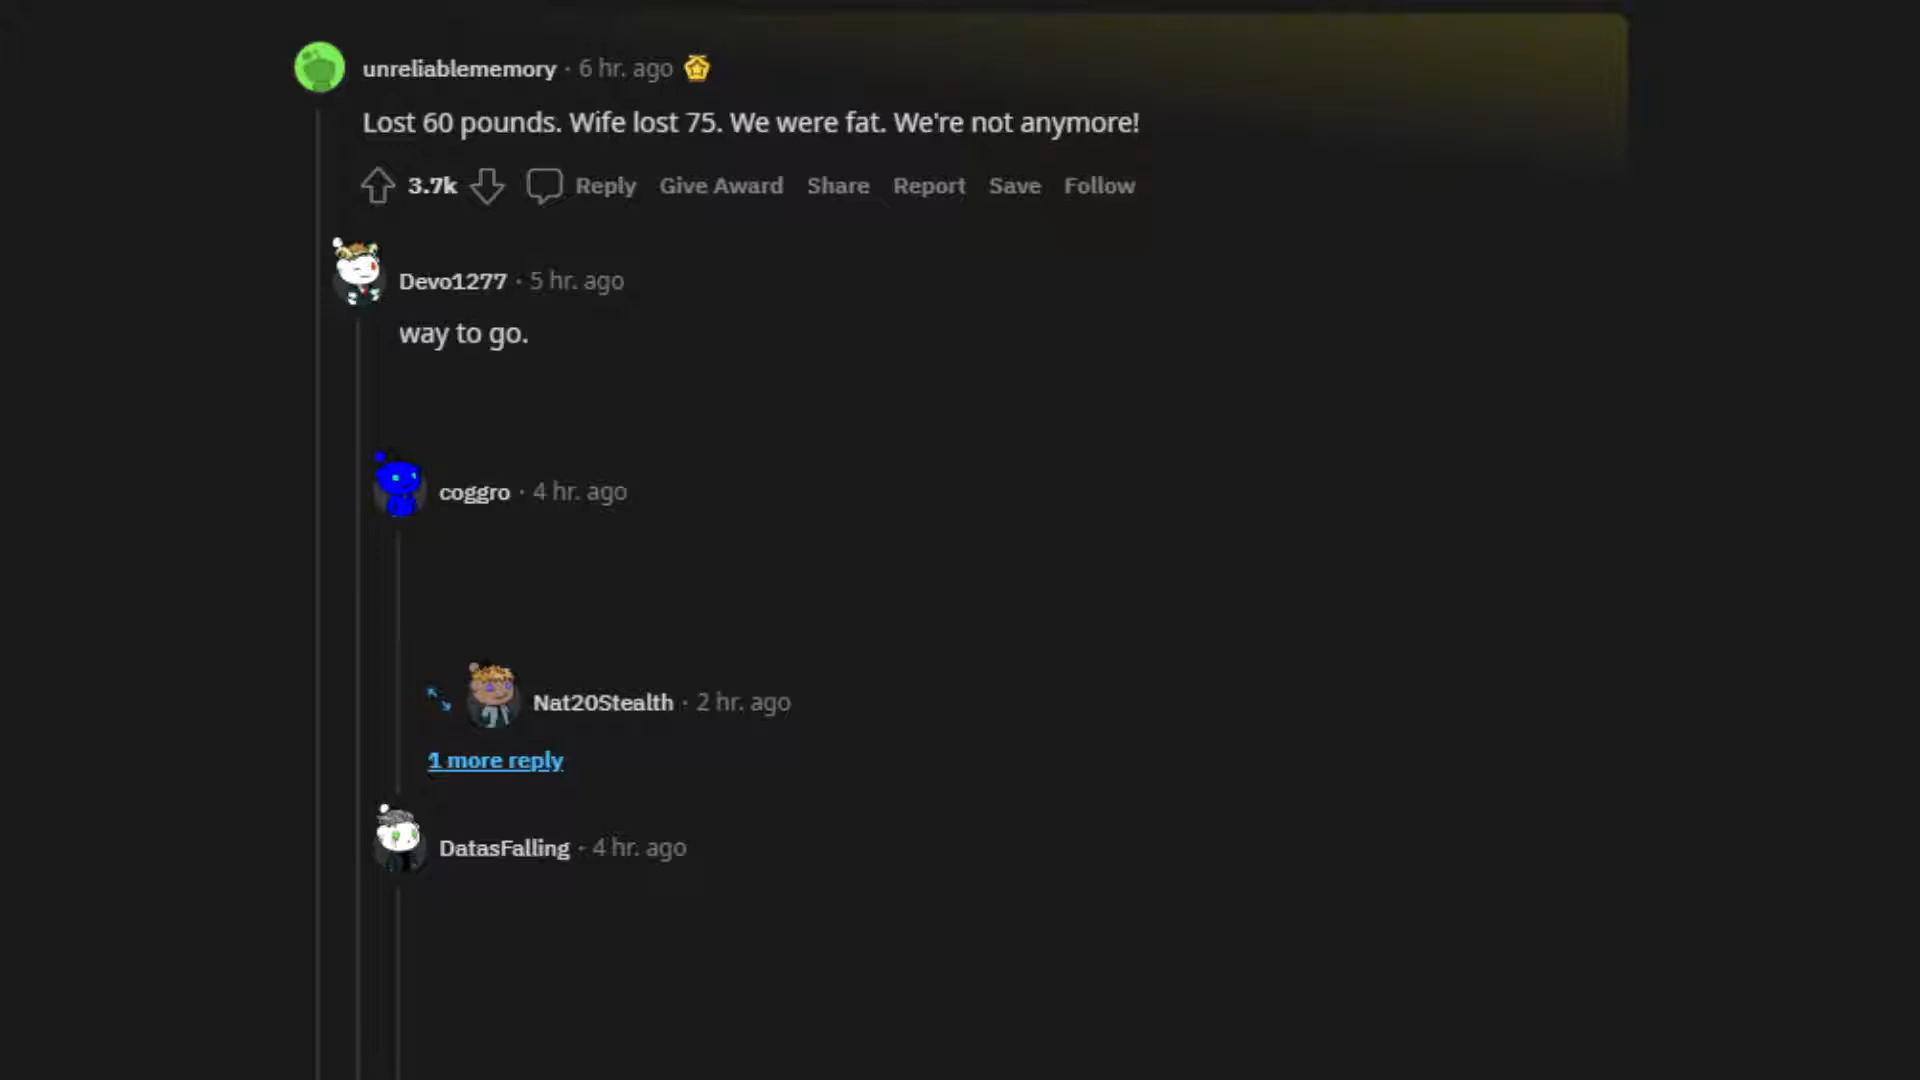 unreliablememory · 6 hr. ago
Lost 60 pounds. Wife lost 75. We were fat. We're not anymore!
3.7k Reply Give Award Share Report Save Follow
Devo1277 · 5 hr. ago
way to go.
coggro · 4 hr. ago
Nat20Stealth · 2 hr. ago
1 more reply
DatasFalling · 4 hr. ago